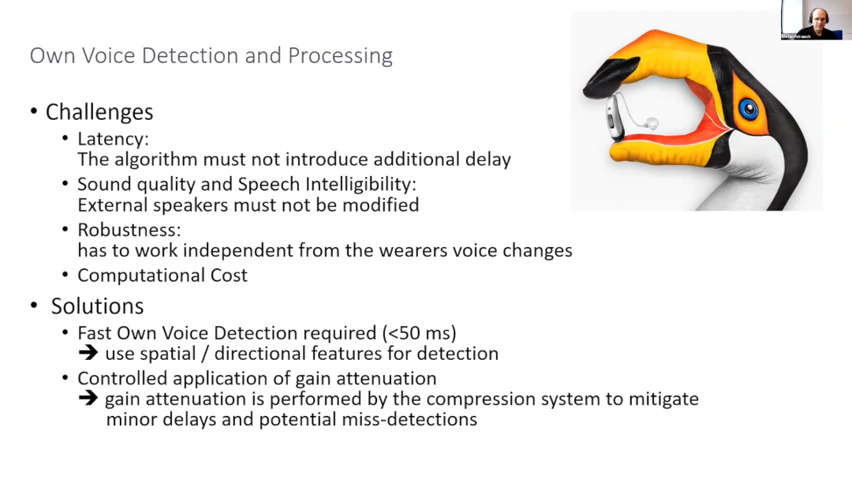 Own Voice Detection and Processing
• Challenges
• Latency:
The algorithm must not introduce additional delay
• Sound quality and Speech Intelligibility:
External speakers must not be modified
• Robustness:
has to work independent from the wearers voice changes
• Computational Cost
• Solutions
• Fast Own Voice Detection required (<50 ms)
➔ use spatial / directional features for detection
• Controlled application of gain attenuation
➔ gain attenuation is performed by the compression system to mitigate
minor delays and potential miss-detections